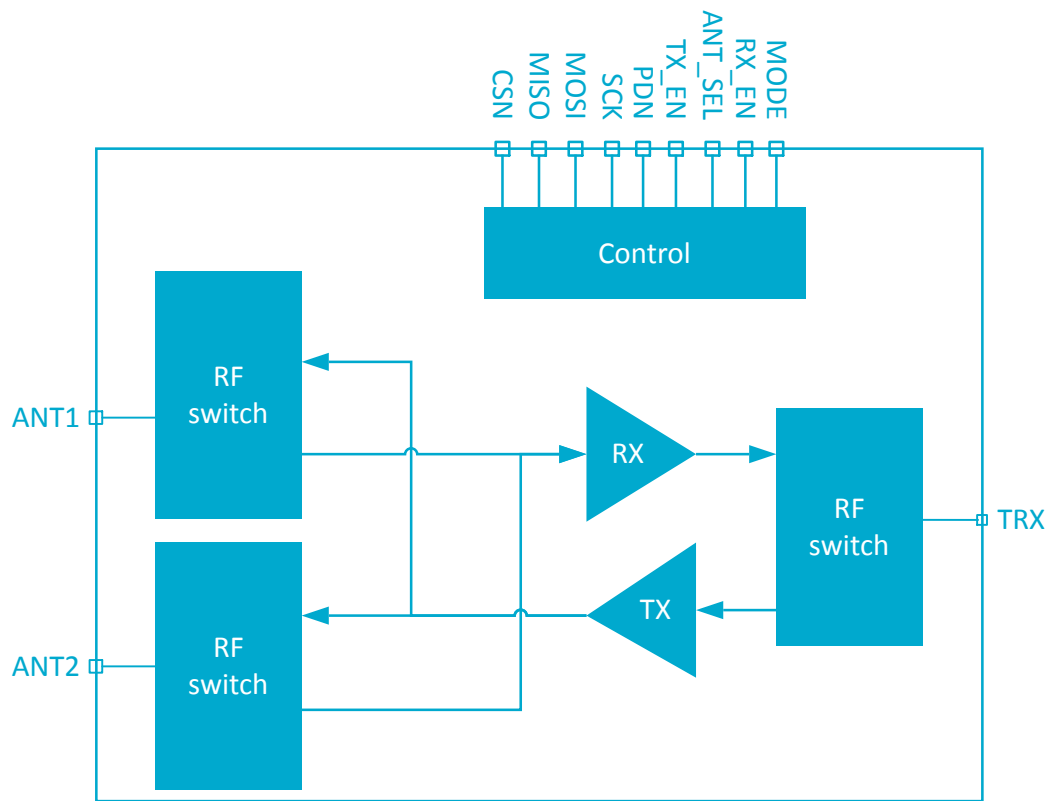 CSN
MISO
MOSI
SCK
PDN
TX_EN
ANT_SEL
RX_EN
MODE
Control
RF
switch
ANT1
RX
RF
switch
TRX
TX
RF
switch
ANT2